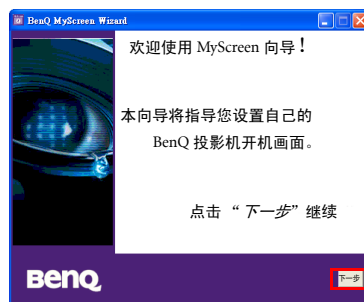 BenQ MyScreen Wizard
欢迎使用 MyScreen 向导！
本向导将指导您设置自己的
BenQ 投影机开机画面。
点击 “下一步”继续
BenQ
下一步